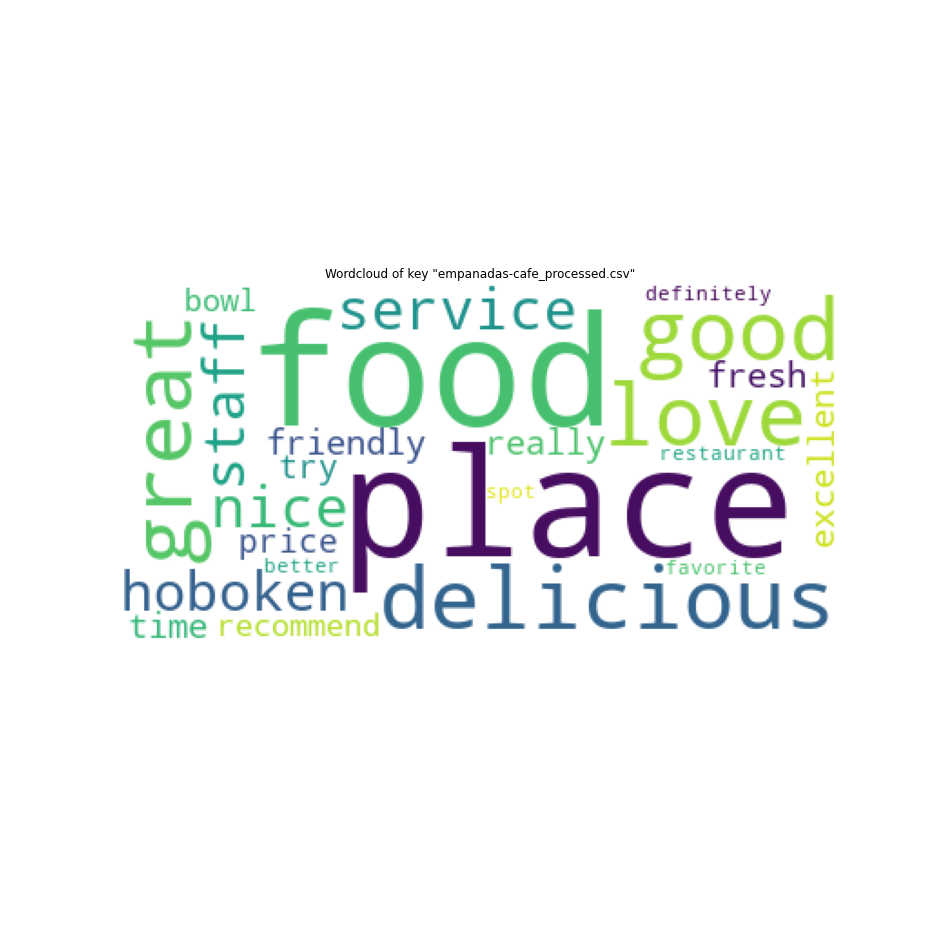 Wordcloud of key "empanadas-cafe_processed.csv"
definitely
bowl
service
good
great
staff
food
fresh
love
excellent
friendly
really
restaurant
try
place
spot
nice
price
better
favorite
hoboken
delicious
time
recommend